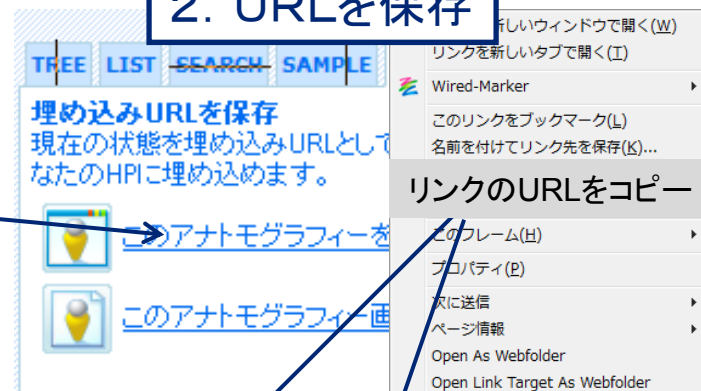 2. URLを保存
TREE LIST SEARCH SAMPLE
埋め込みURLを保存
現在の状態を埋め込みURLとして
なたのHPに埋め込めます。
このアナトモグラフィーを
このアナトモグラフィー画
新しいウィンドウで開く(W)
リンクを新しいタブで開く(T)
Wired-Marker
このリンクをブックマーク(L)
名前を付けてリンク先を保存(K)...
リンクのURLをコピー
このフレーム(H)
プロパティ(P)
次に送信
ページ情報
Open As Webfolder
Open Link Target As Webfolder